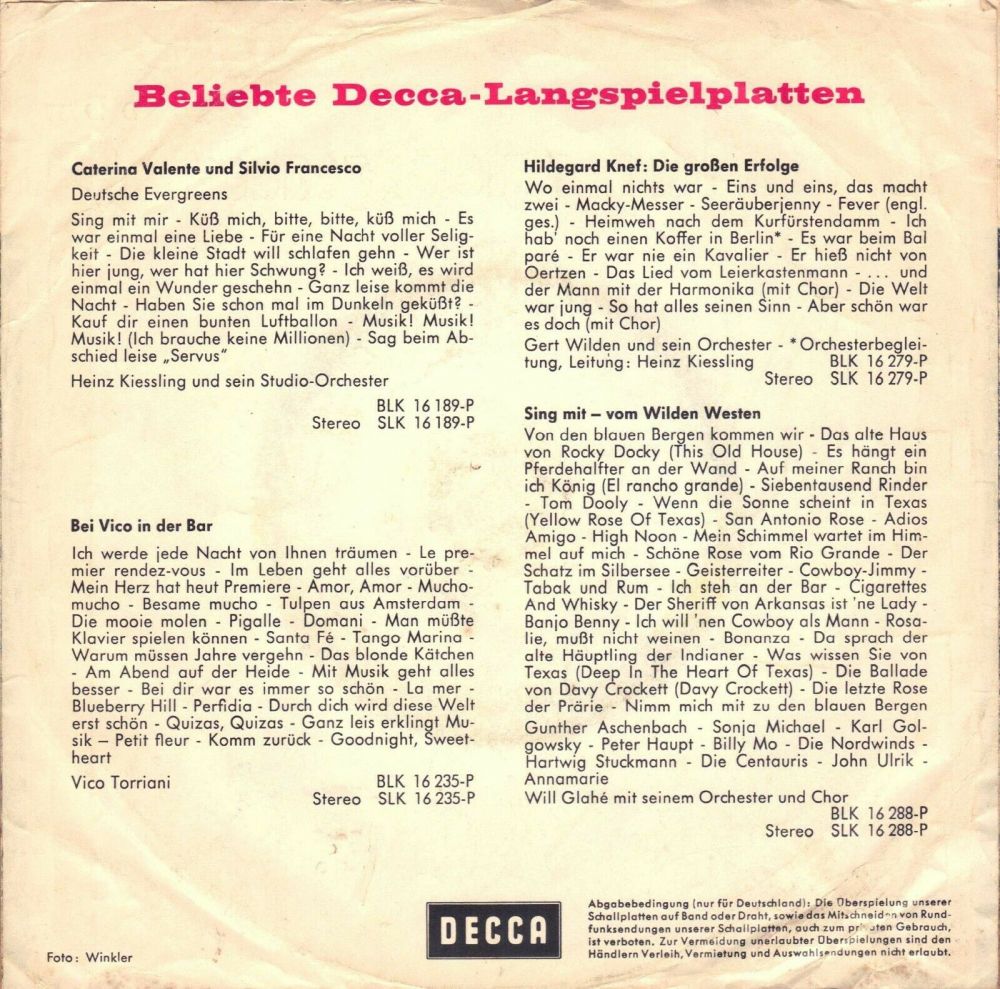 Beliebte Decca-Langspielplatten
Caterina Valente und Silvio Francesco
Deutsche Evergreens
Sing mit mir - Küß mich, bitte, bitte, küß mich - Es
war einmal eine Liebe - Für eine Nacht voller Selig-
keit - Die kleine Stadt will schlafen gehn - Wer ist
hier jung, wer hat hier Schwung? - Ich weiß, es wird
einmal ein Wunder geschehn - Ganz leise kommt die
Nacht - Haben Sie schon mal im Dunkeln geküßt? -
Kauf dir einen bunten Luftballon - Musik! Musik!
Musik! (Ich brauche keine Millionen) - Sag beim Ab-
schied leise „Servus“
Heinz Kiessling und sein Studio-Orchester
BLK 16 189-P
Stereo SLK 16 189-P
Bei Vico in der Bar
Ich werde jede Nacht von Ihnen träumen - Le pre-
mier rendez-vous - Im Leben geht alles vorüber -
Mein Herz hat heut Premiere - Amor, Amor - Mucho-
mucho - Besame mucho - Tulpen aus Amsterdam -
Die mooie molen - Pigalle - Domani - Man müßte
Klavier spielen können - Santa Fé - Tango Marina -
Warum müssen Jahre vergehn - Das blonde Kätchen
- Am Abend auf der Heide - Mit Musik geht alles
besser - Bei dir war es immer so schön - La mer -
Blueberry Hill - Perfidia - Durch dich wird diese Welt
erst schön - Quizas, Quizas - Ganz leis erklingt Mu-
sik – Petit fleur - Komm zurück - Goodnight, Sweet-
heart
Vico Torriani BLK 16 235-P
Stereo SLK 16 235-P
Hildegard Knef: Die großen Erfolge
Wo einmal nichts war - Eins und eins, das macht
zwei - Macky-Messer - Seeräuberjenny - Fever (engl.
ges.) - Heimweh nach dem Kurfürstendamm - Ich
hab' noch einen Koffer in Berlin* - Es war beim Bal
paré - Er war nie ein Kavalier - Er hieß nicht von
Oertzen - Das Lied vom Leierkastenmann - ... und
der Mann mit der Harmonika (mit Chor) - Die Welt
war jung - So hat alles seinen Sinn - Aber schön war
es doch (mit Chor)
Gert Wilden und sein Orchester - *Orchesterbeglei-
tung, Leitung: Heinz Kiessling BLK 16 279-P
Stereo SLK 16 279-P
Sing mit – vom Wilden Westen
Von den blauen Bergen kommen wir - Das alte Haus
von Rocky Docky (This Old House) - Es hängt ein
Pferdehalfter an der Wand - Auf meiner Ranch bin
ich König (El rancho grande) - Siebentausend Rinder
- Tom Dooly - Wenn die Sonne scheint in Texas
(Yellow Rose Of Texas) - San Antonio Rose - Adios
Amigo - High Noon - Mein Schimmel wartet im Him-
mel auf mich - Schöne Rose vom Rio Grande - Der
Schatz im Silbersee - Geisterreiter - Cowboy-Jimmy -
Tabak und Rum - Ich steh an der Bar - Cigarettes
And Whisky - Der Sheriff von Arkansas ist 'ne Lady -
Banjo Benny - Ich will 'nen Cowboy als Mann - Rosa-
lie, mußt nicht weinen - Bonanza - Da sprach der
alte Häuptling der Indianer - Was wissen Sie von
Texas (Deep In The Heart Of Texas) - Die Ballade
von Davy Crockett (Davy Crockett) - Die letzte Rose
der Prärie - Nimm mich mit zu den blauen Bergen
Gunther Aschenbach - Sonja Michael - Karl Gol-
gowsky - Peter Haupt - Billy Mo - Die Nordwinds -
Hartwig Stuckmann - Die Centauris - John Ulrik -
Annamarie
Will Glahé mit seinem Orchester und Chor
BLK 16 288-P
Stereo SLK 16 288-P
Foto: Winkler
DECCA
Abgabebedingung (nur für Deutschland): Die Überspielung unserer
Schallplatten auf Band oder Draht, sowie das Mitschneiden von Rund-
funksendungen unserer Schallplatten, auch zum privaten Gebrauch,
ist verboten. Zur Vermeidung unerlaubter Überspielungen sind den
Händlern Verleih, Vermietung und Auswahlsendungen nicht erlaubt.